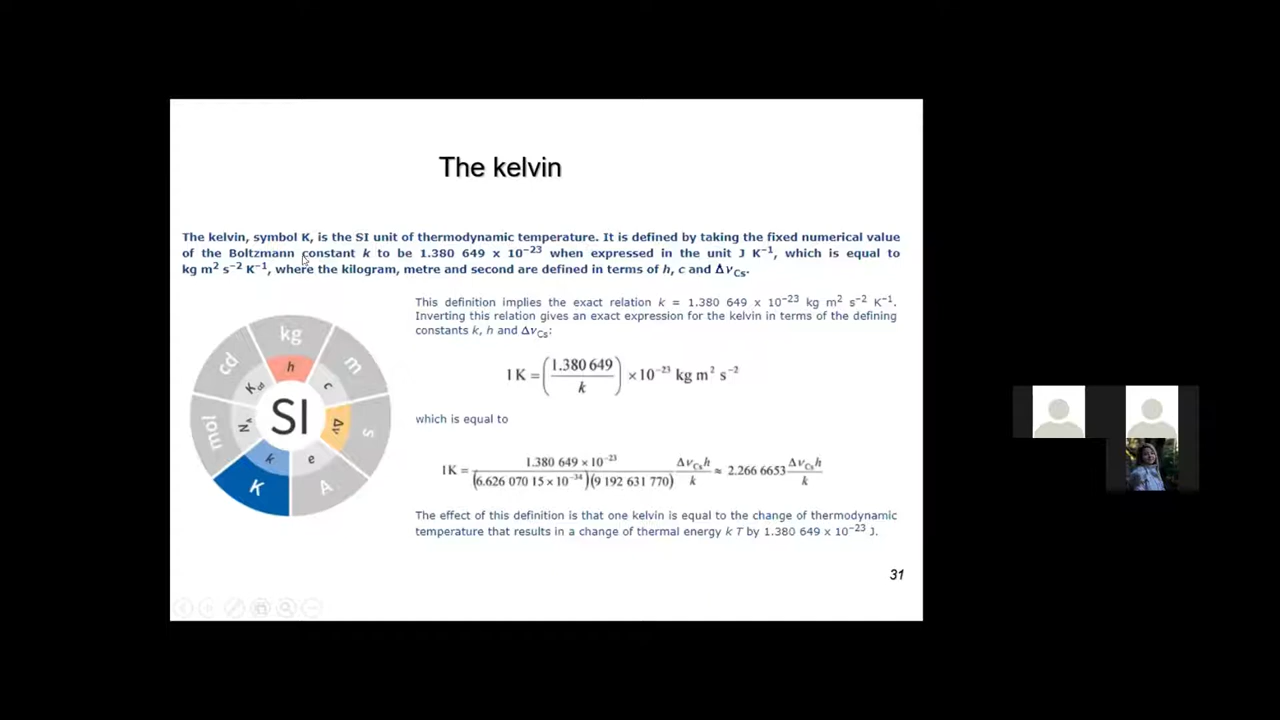 The kelvin
The kelvin, symbol K, is the SI unit of thermodynamic temperature. It is defined by taking the fixed numerical value
of the Boltzmann constant k to be 1.380 649 x 10⁻²³ when expressed in the unit J K⁻¹, which is equal to
kg m² s⁻² K⁻¹, where the kilogram, metre and second are defined in terms of h, c and Δν_Cs.
This definition implies the exact relation k = 1.380 649 x 10⁻²³ kg m² s⁻² K⁻¹.
Inverting this relation gives an exact expression for the kelvin in terms of the defining
constants k, h and Δν_Cs:
1 K = (1.380 649 / k) × 10⁻²³ kg m² s⁻²
which is equal to
1 K = 1.380 649 × 10⁻²³ / (6.626 070 15 × 10⁻³⁴)(9 192 631 770) Δν_Cs h / k ≈ 2.266 6653 Δν_Cs h / k
The effect of this definition is that one kelvin is equal to the change of thermodynamic
temperature that results in a change of thermal energy k T by 1.380 649 x 10⁻²³ J.
kg
m
s
A
K
mol
cd
h
c
Δν
e
k
N_A
K_cd
SI
31